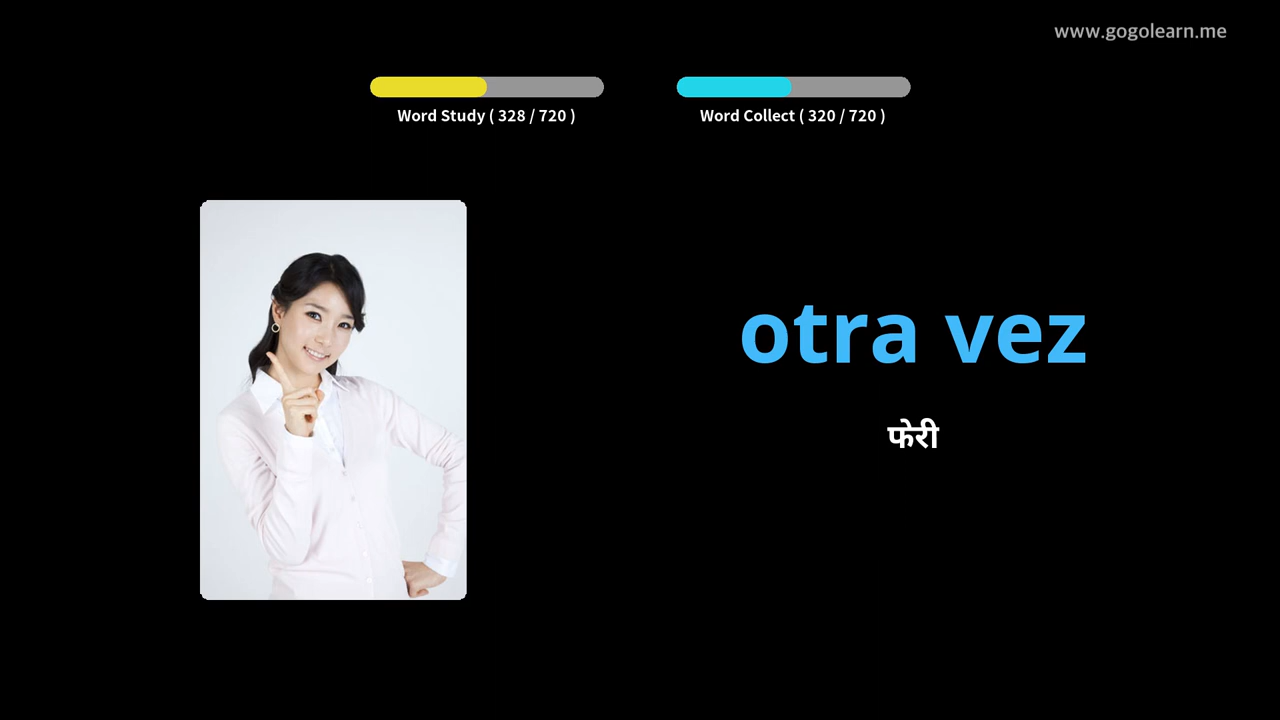 www.gogolearn.me
Word Study ( 328 / 720 )
Word Collect ( 320 / 720 )
otra vez
फेरी